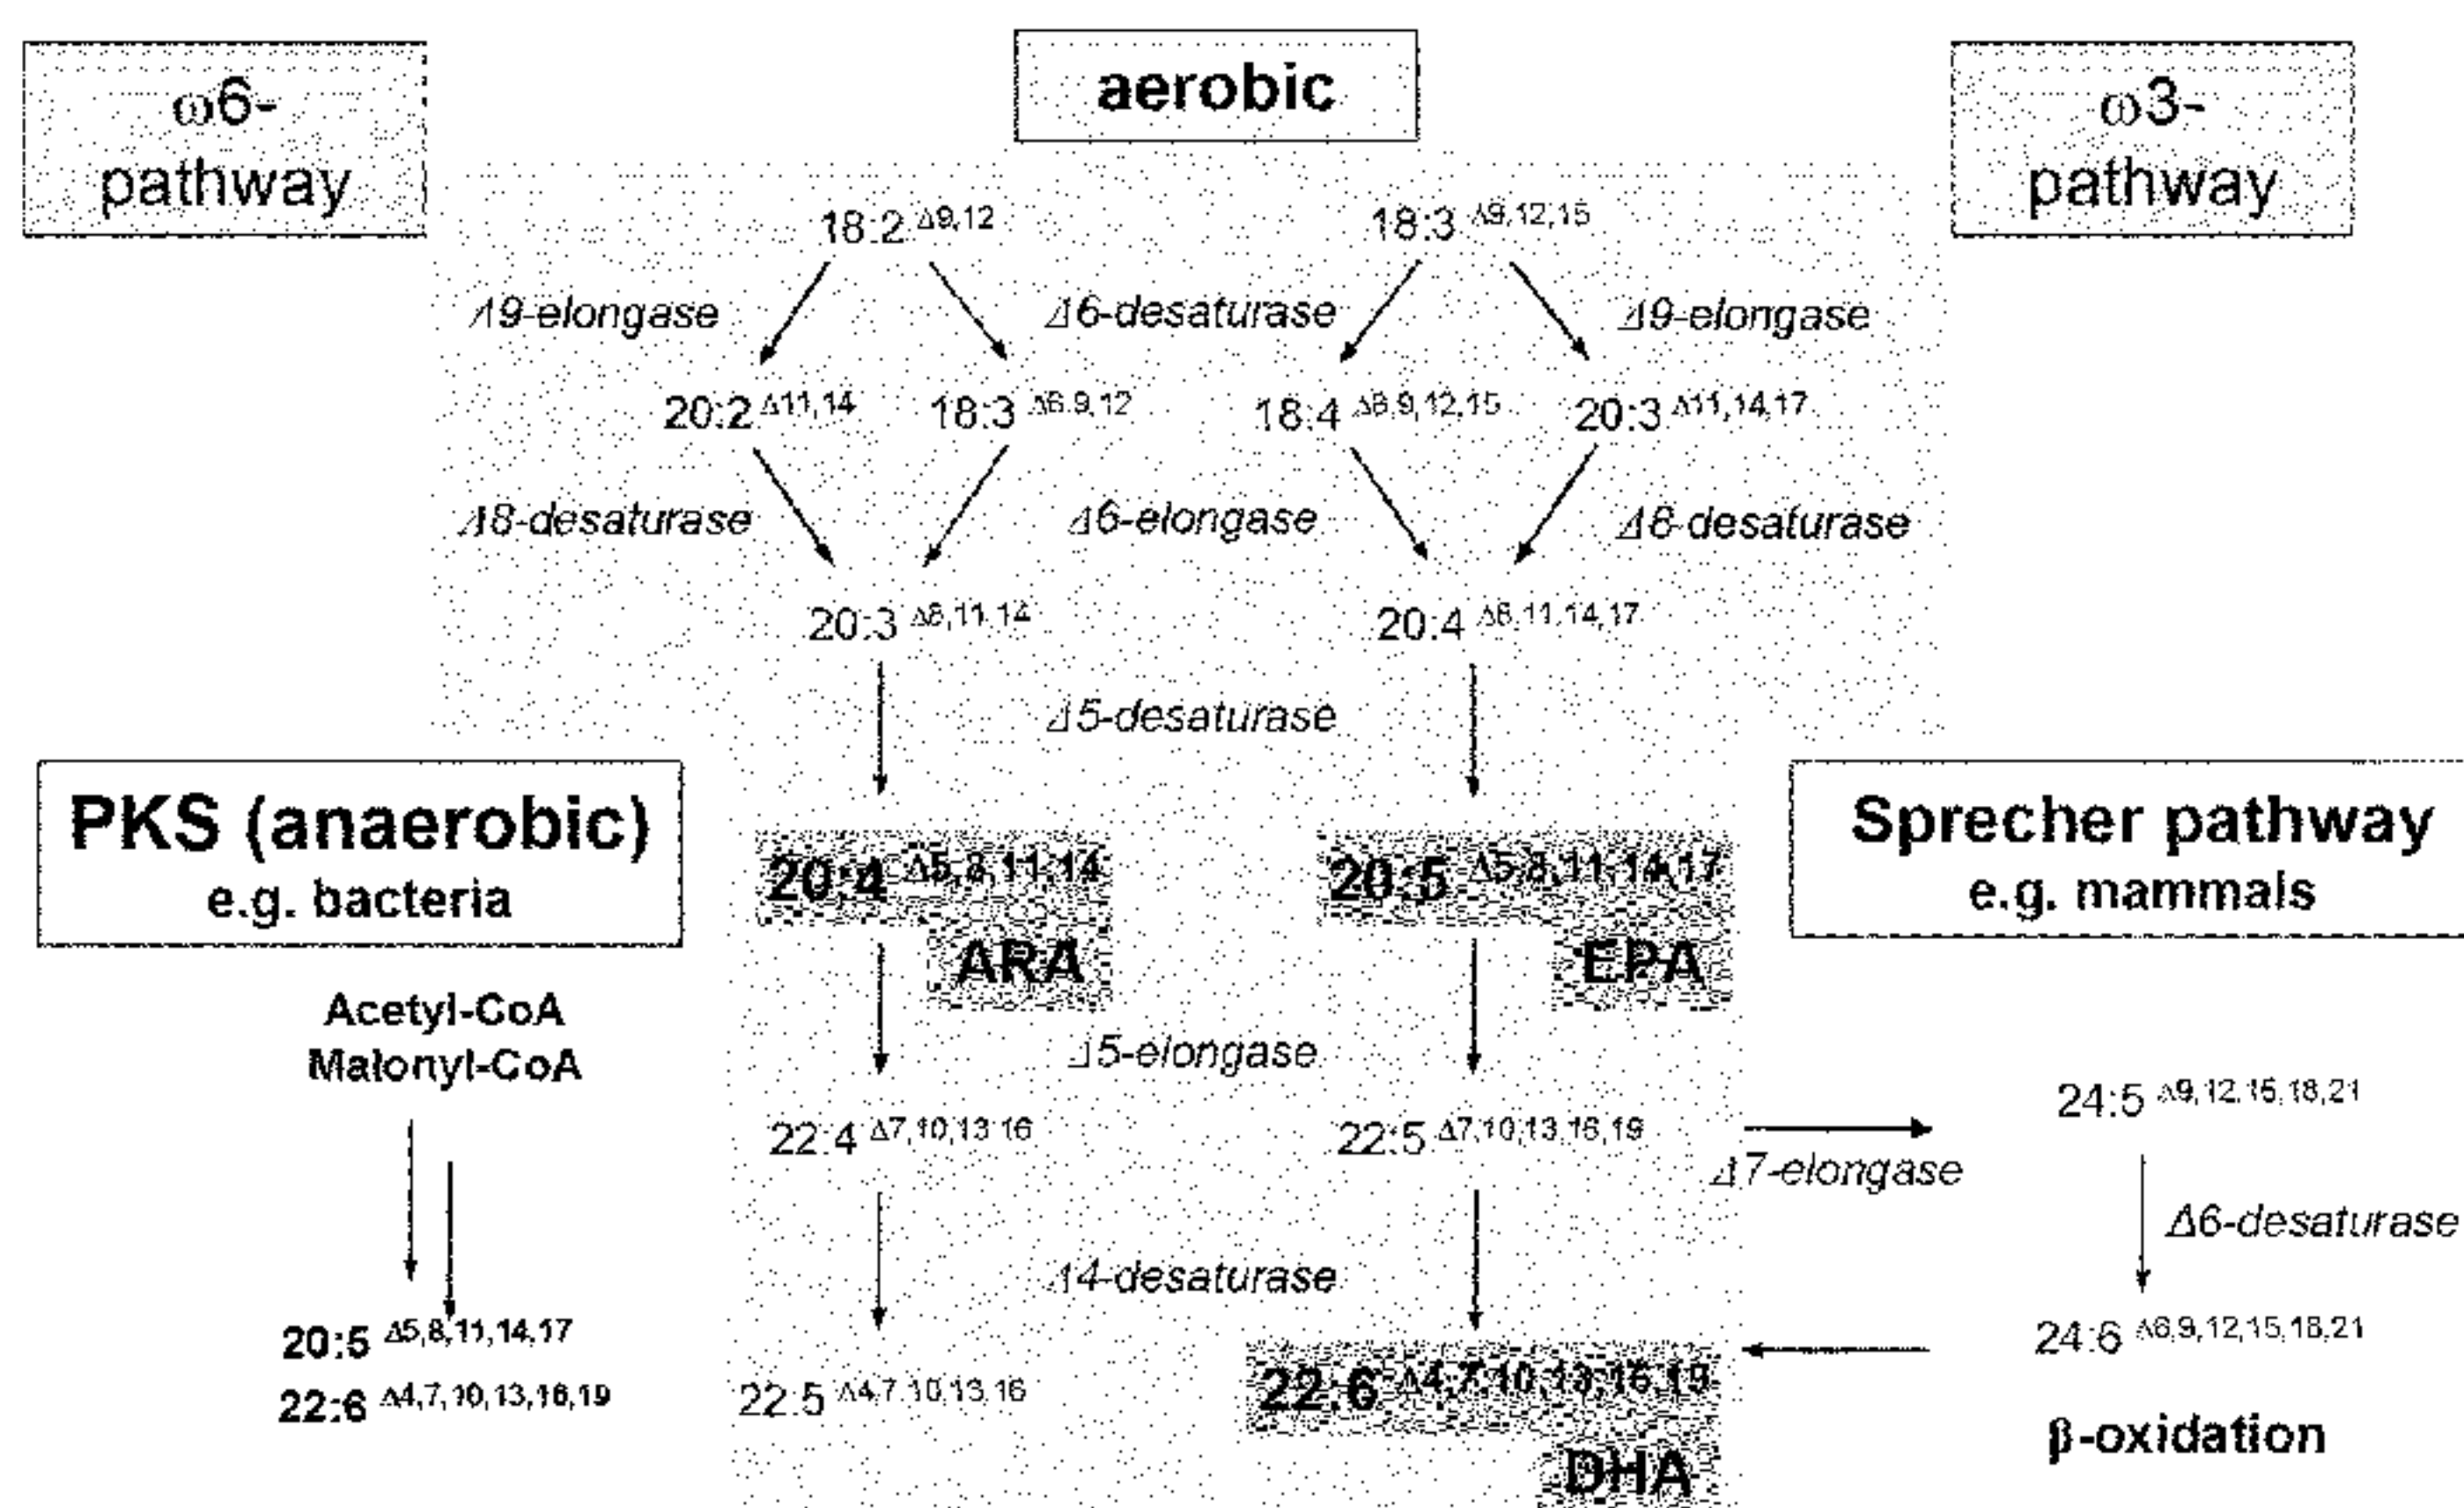 ω6-
pathway
aerobic
ω3-
pathway
18:2 Δ9,12
18:3 Δ9,12,15
Δ9-elongase
Δ6-desaturase
Δ9-elongase
20:2 Δ11,14
18:3 Δ6,9,12
18:4 Δ6,9,12,15
20:3 Δ11,14,17
Δ8-desaturase
Δ6-elongase
Δ8-desaturase
20:3 Δ8,11,14
20:4 Δ8,11,14,17
Δ5-desaturase
PKS (anaerobic)
e.g. bacteria
20:4 Δ5,8,11,14
ARA
20:5 Δ5,8,11,14,17
EPA
Sprecher pathway
e.g. mammals
Acetyl-CoA
Malonyl-CoA
Δ5-elongase
22:4 Δ7,10,13,16
22:5 Δ7,10,13,16,19
Δ7-elongase
24:5 Δ9,12,15,18,21
Δ6-desaturase
Δ4-desaturase
20:5 Δ5,8,11,14,17
22:6 Δ4,7,10,13,16,19
22:5 Δ4,7,10,13,16
22:6 Δ4,7,10,13,16,19
DHA
24:6 Δ6,9,12,15,18,21
β-oxidation